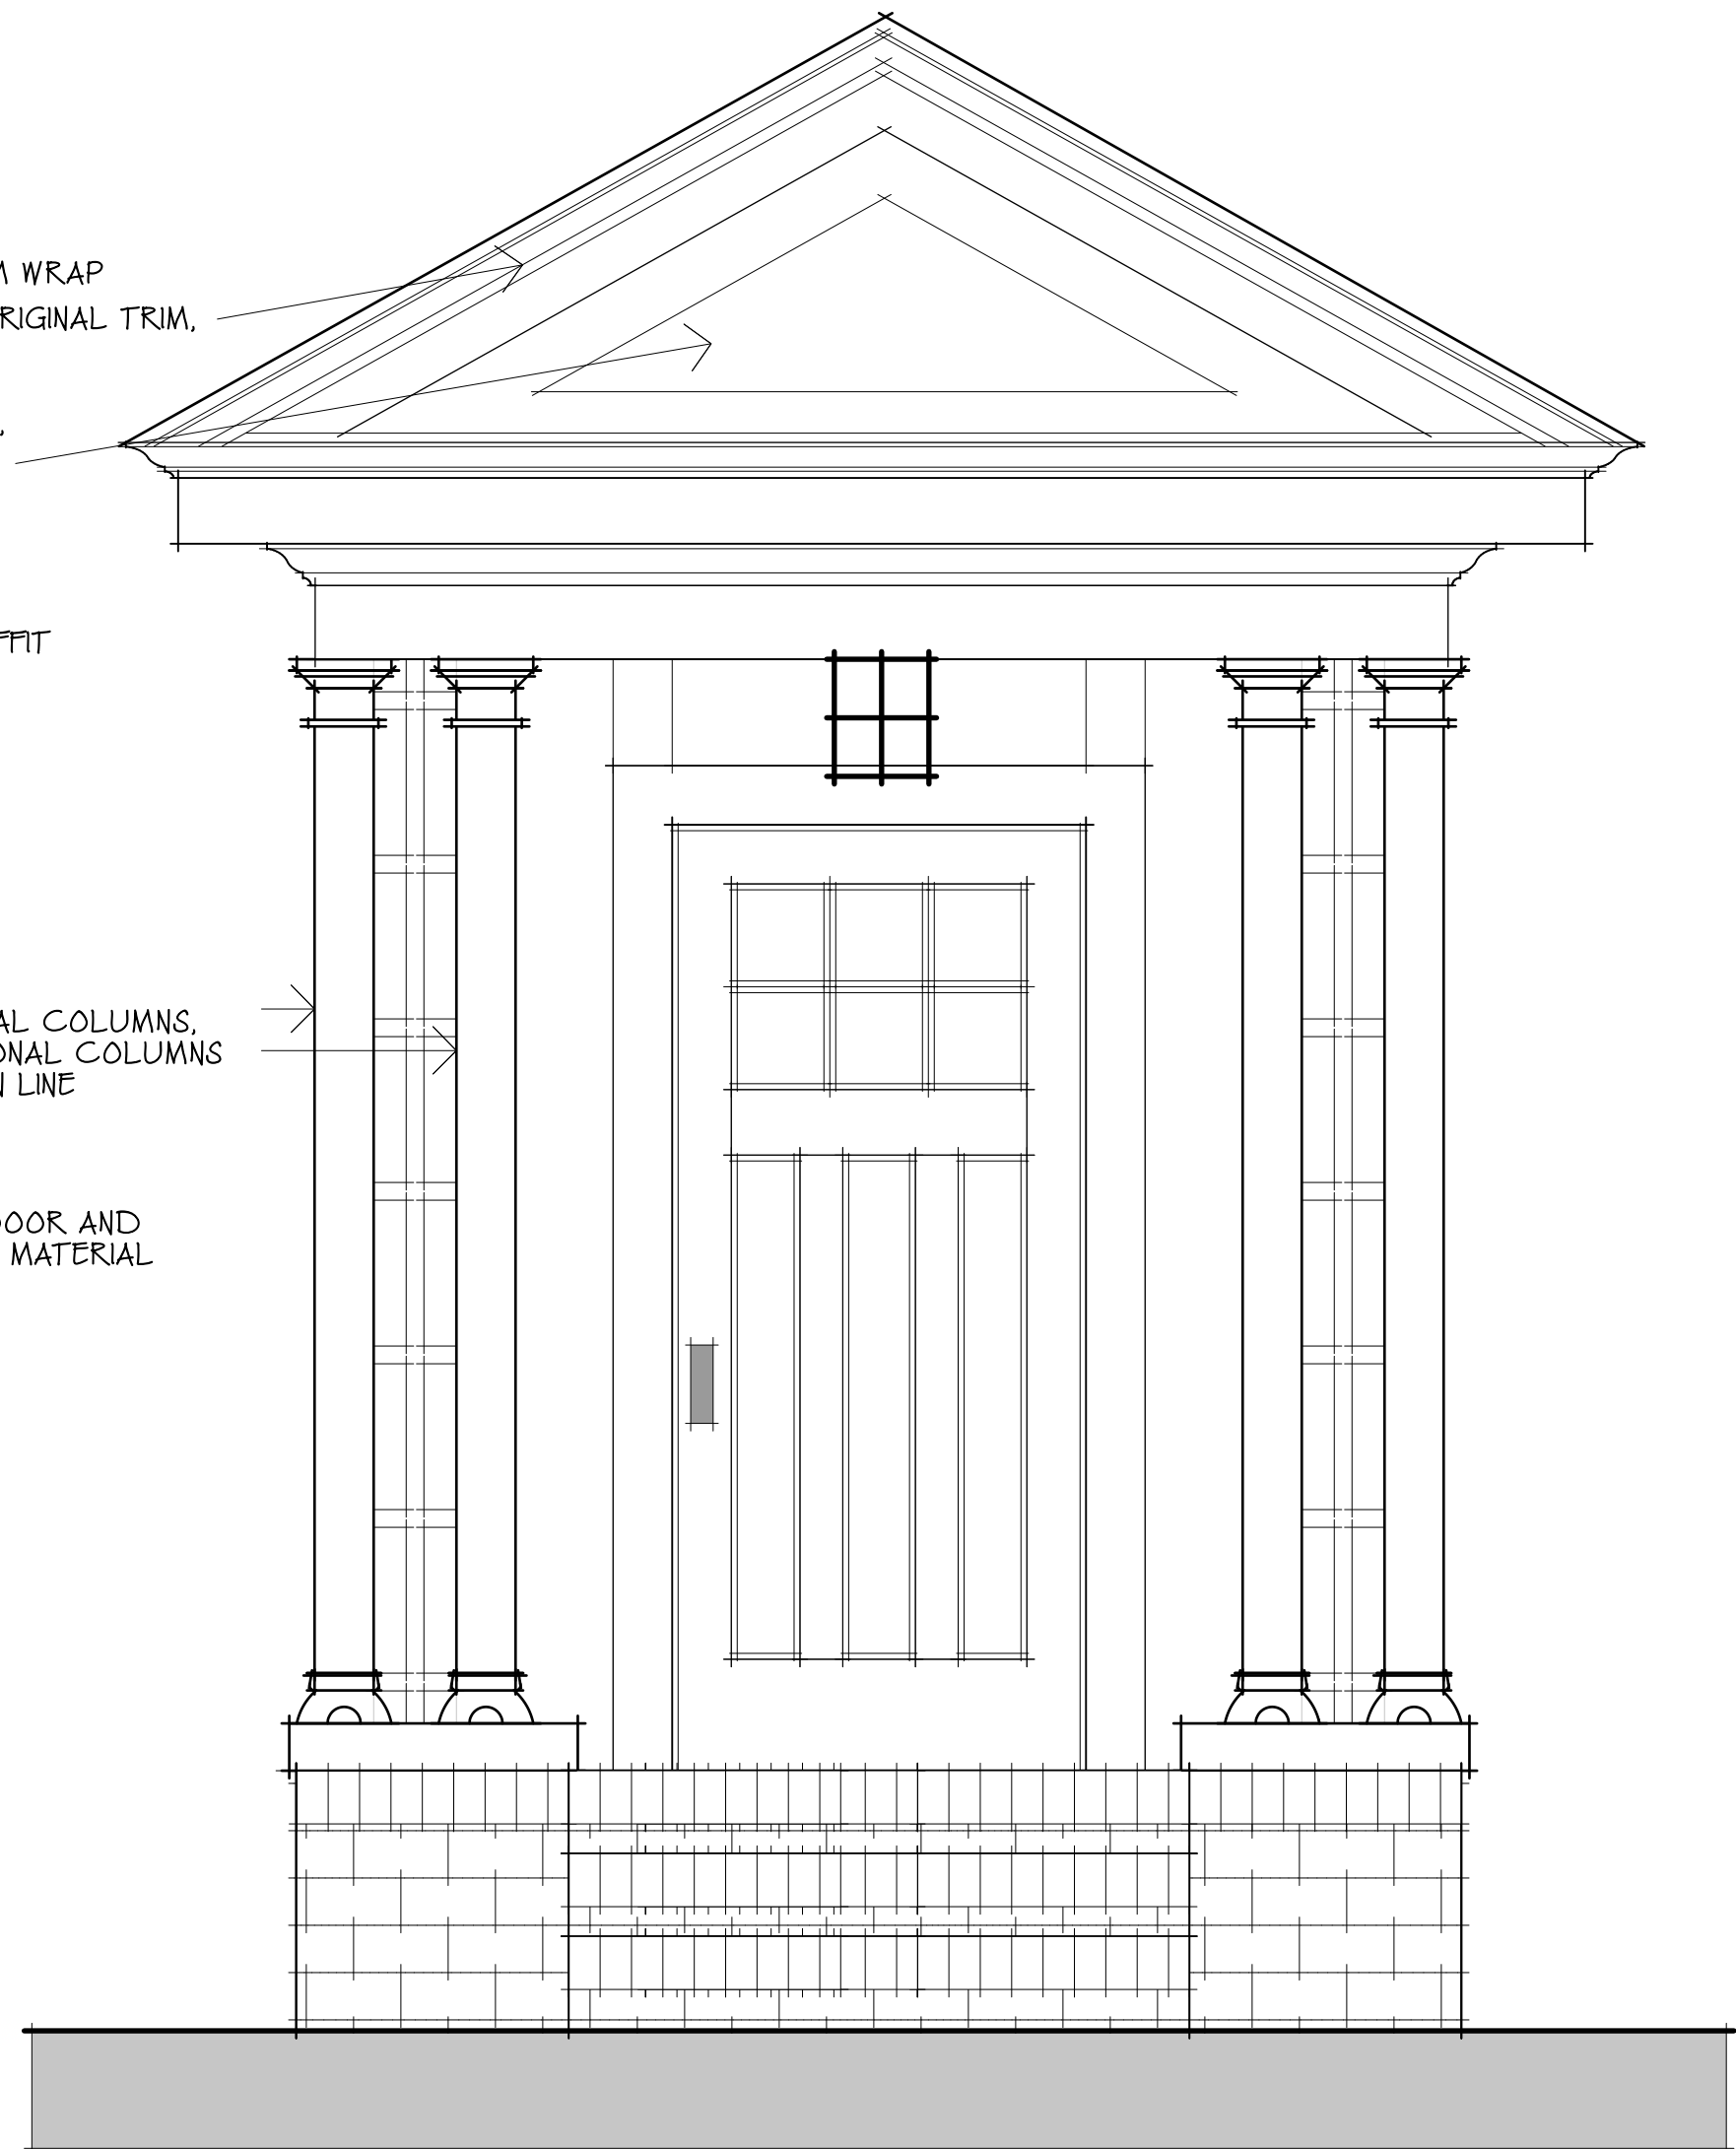 WRAP
RIGINAL TRIM,
FFIT
AL COLUMNS,
ONAL COLUMNS
N LINE
OOR AND
MATERIAL